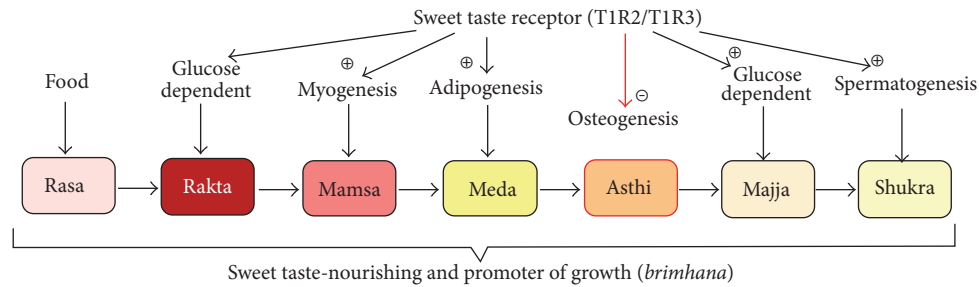 Sweet taste receptor (T1R2/T1R3)
Food
Glucose
dependent
⊕
Myogenesis
⊕
Adipogenesis
⊖
Osteogenesis
⊕
Glucose
dependent
⊕
Spermatogenesis
Rasa
Rakta
Mamsa
Meda
Asthi
Majja
Shukra
Sweet taste-nourishing and promoter of growth (brimhana)